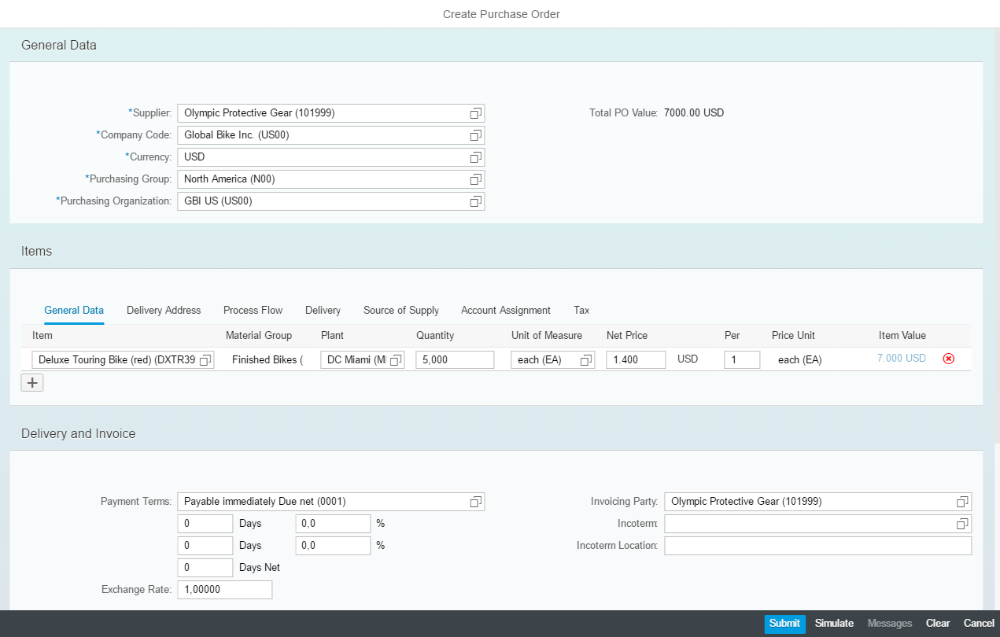 Create Purchase Order
General Data
*Supplier: Olympic Protective Gear (101999) Total PO Value: 7000.00 USD
*Company Code: Global Bike Inc. (US00)
*Currency: USD
*Purchasing Group: North America (N00)
*Purchasing Organization: GBI US (US00)
Items
General Data Delivery Address Process Flow Delivery Source of Supply Account Assignment Tax
Item Material Group Plant Quantity Unit of Measure Net Price Per Price Unit Item Value
Deluxe Touring Bike (red) (DXTR39 Finished Bikes ( DC Miami (MI 5,000 each (EA) 1.400 USD 1 each (EA) 7.000 USD
Delivery and Invoice
Payment Terms: Payable immediately Due net (0001) Invoicing Party: Olympic Protective Gear (101999)
0 Days 0,0 % Incoterm:
0 Days 0,0 % Incoterm Location:
0 Days Net
Exchange Rate: 1,00000
Submit Simulate Messages Clear Cancel